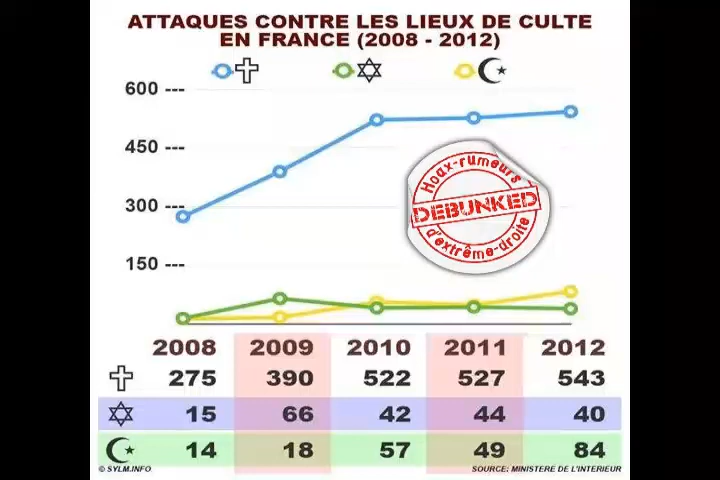 ATTAQUES CONTRE LES LIEUX DE CULTE
EN FRANCE (2008 - 2012)
600 ---
450 ---
300 ---
150 ---
Hoax-rumeurs
DEBUNKED
d'extrême-droite
2008 2009 2010 2011 2012
275 390 522 527 543
15 66 42 44 40
14 18 57 49 84
© SYLM.INFO SOURCE: MINISTERE DE L'INTERIEUR